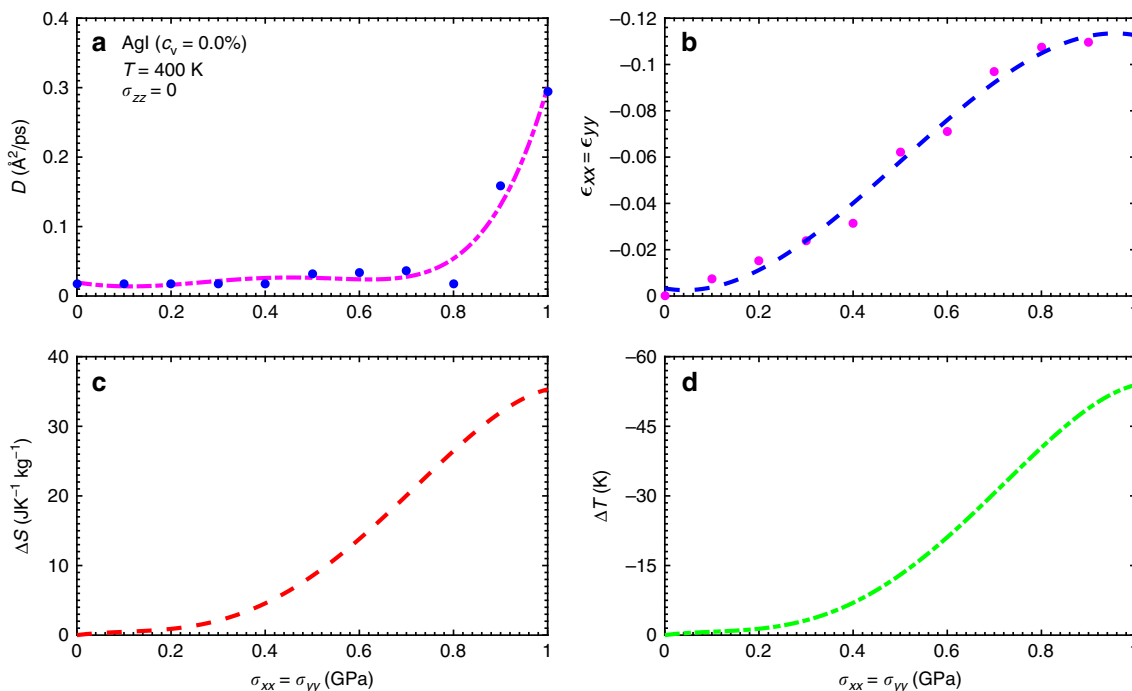 a
AgI (cᵥ = 0.0%)
T = 400 K
σ_zz = 0
D (Å²/ps)
0.4
0.3
0.2
0.1
0
0 0.2 0.4 0.6 0.8 1
b
ϵ_xx = ϵ_yy
–0.12
–0.1
–0.08
–0.06
–0.02
–0.02
0
0 0.2 0.4 0.6 0.8 1
c
ΔS (JK⁻¹ kg⁻¹)
40
30
20
10
0
0 0.2 0.4 0.6 0.8 1
σ_xx = σ_yy (GPa)
d
ΔT (K)
–60
–45
–30
–15
0
0 0.2 0.4 0.6 0.8 1
σ_xx = σ_yy (GPa)